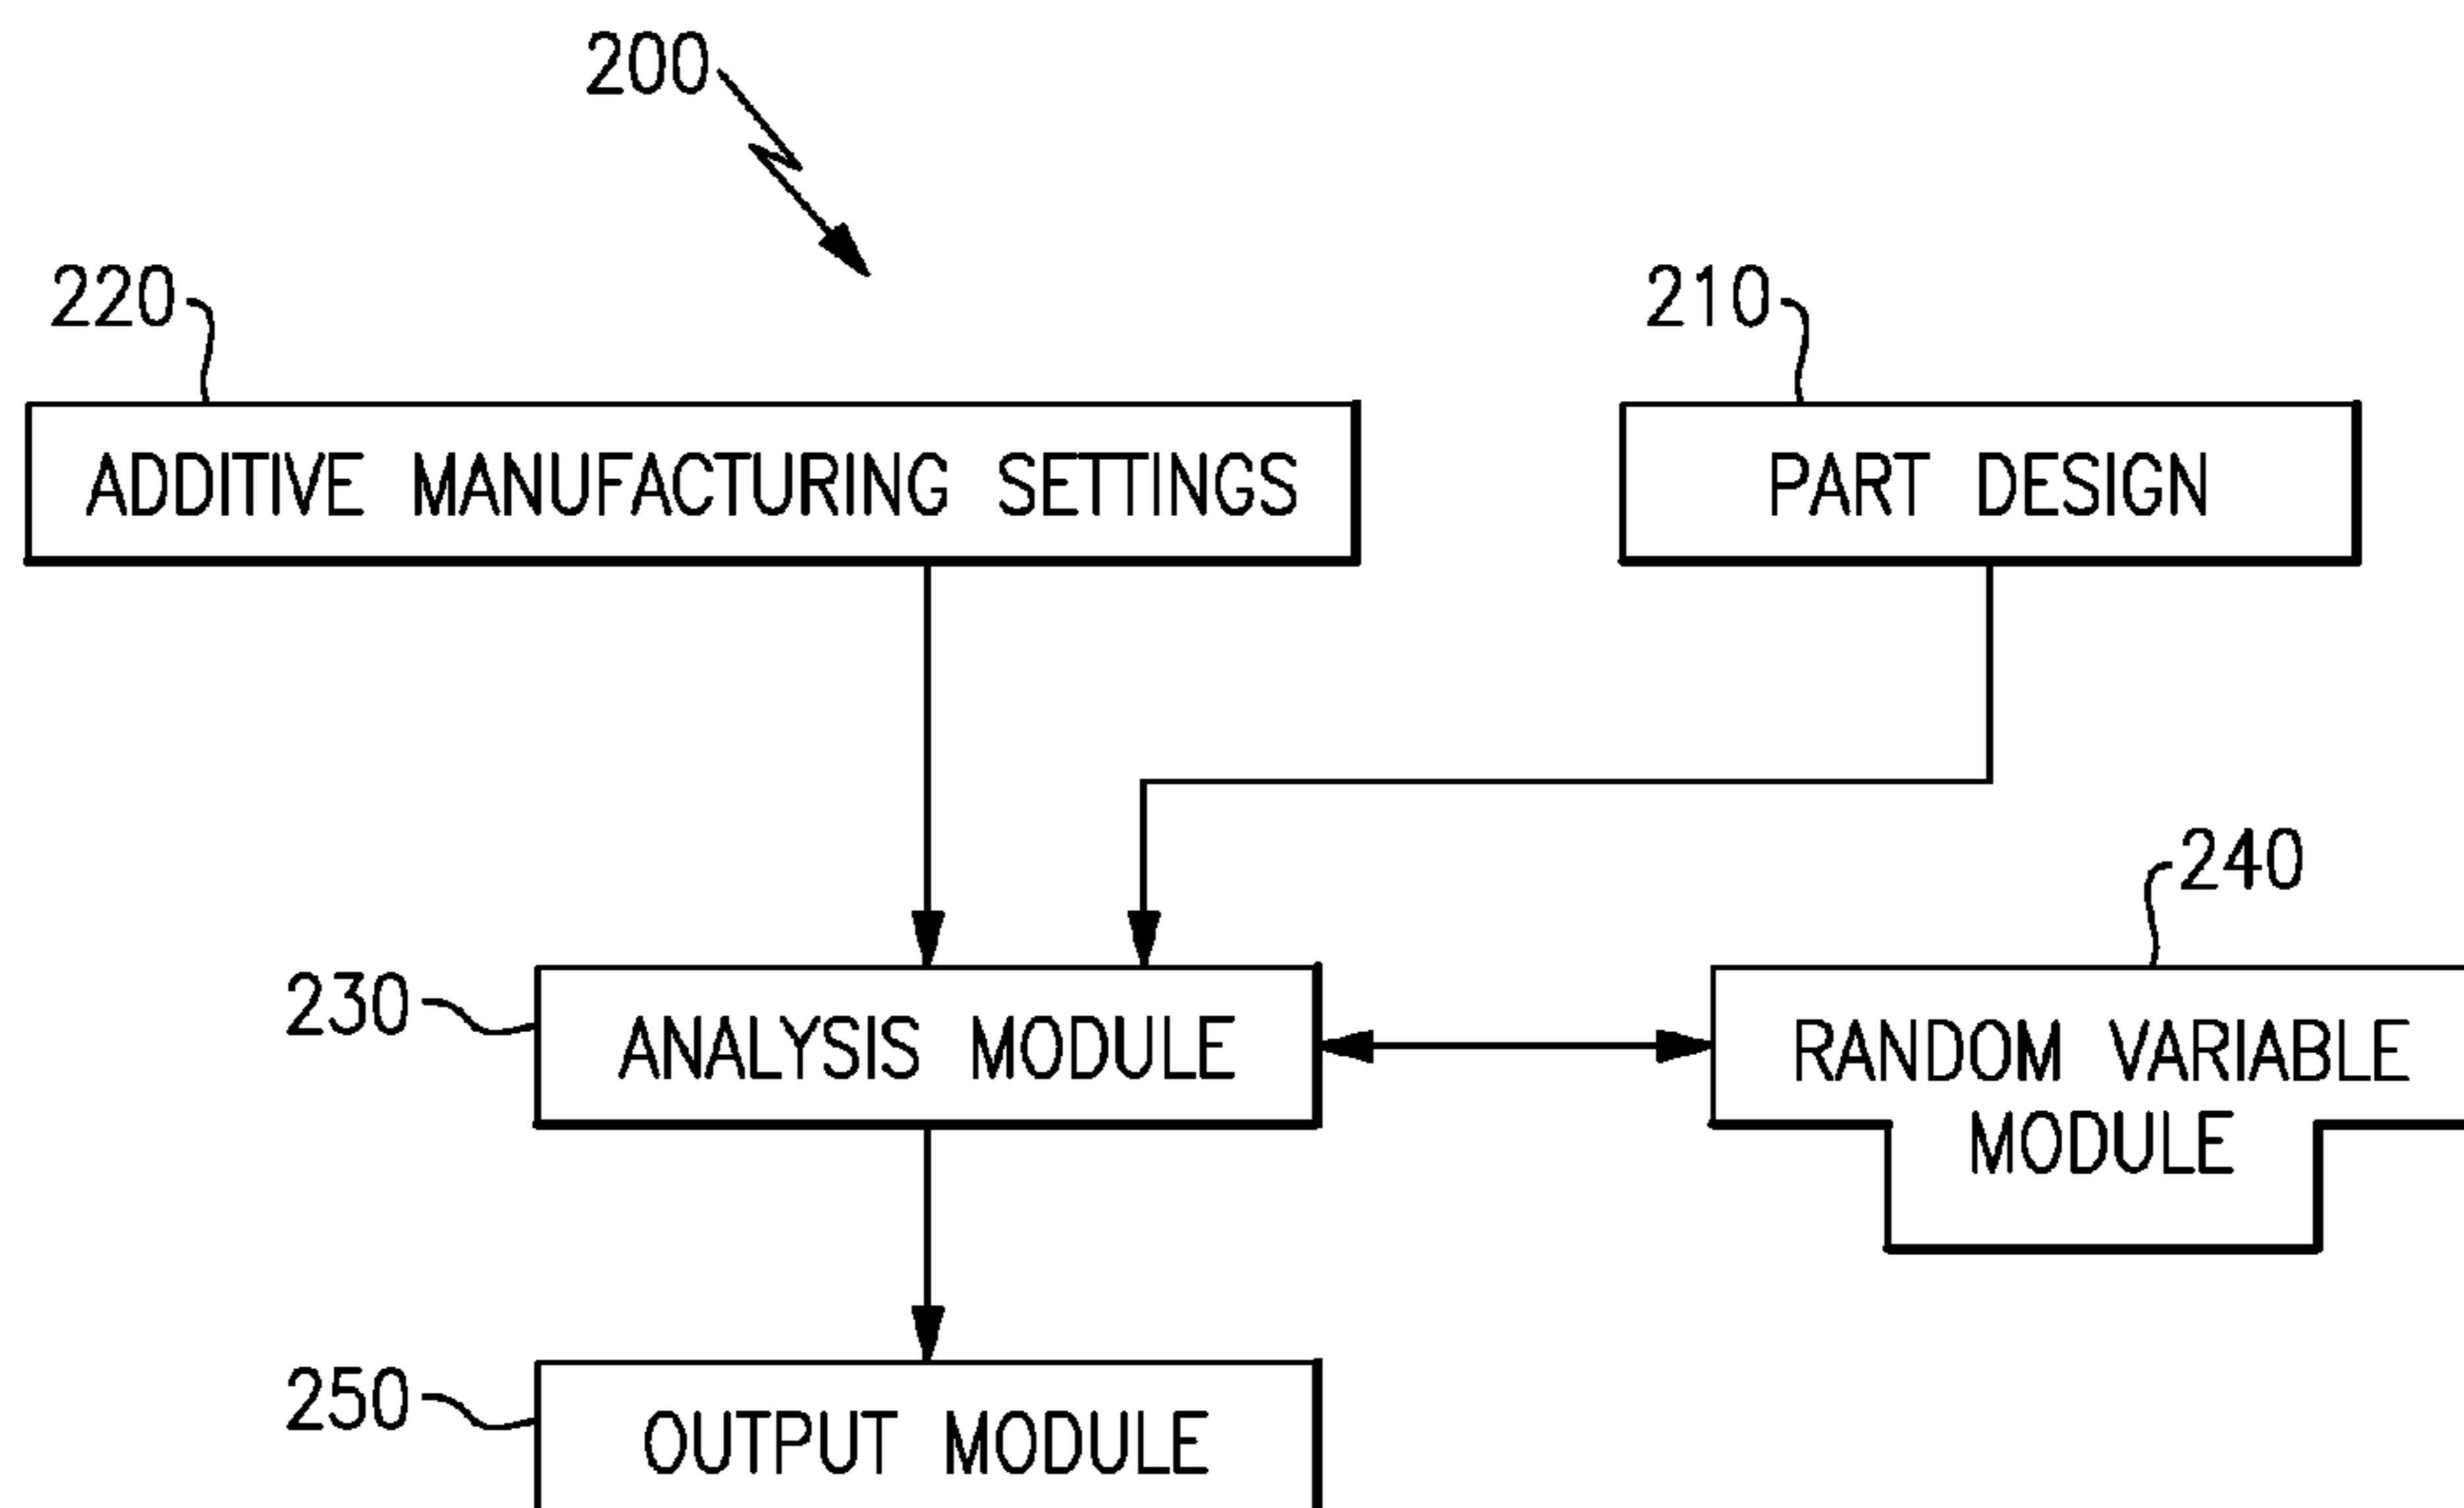 200
220
210
ADDITIVE MANUFACTURING SETTINGS
PART DESIGN
240
230
ANALYSIS MODULE
RANDOM VARIABLE
MODULE
250
OUTPUT MODULE